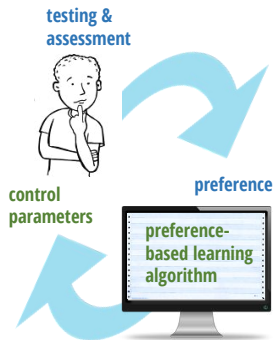 testing &
assessment
preference
control
parameters
preference-
based learning
algorithm